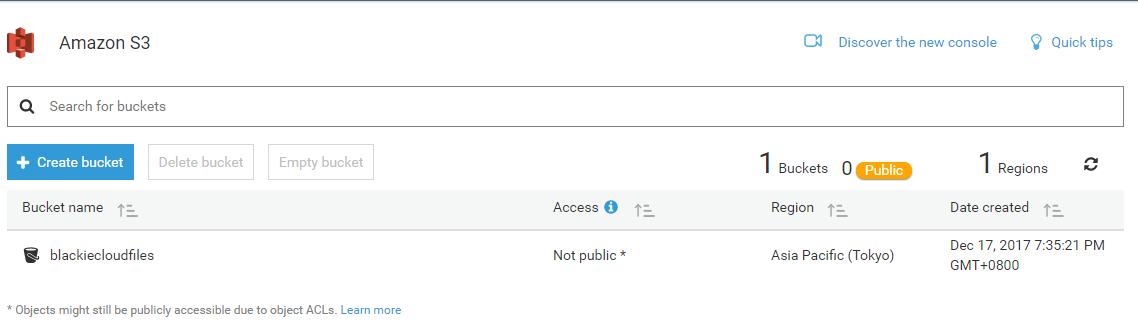 Amazon S3 Discover the new console Quick tips
Search for buckets
Create bucket Delete bucket Empty bucket 1 Buckets 0 Public 1 Regions
Bucket name Access Region Date created
blackiecloudfiles Not public * Asia Pacific (Tokyo) Dec 17, 2017 7:35:21 PM
GMT+0800
* Objects might still be publicly accessible due to object ACLs. Learn more